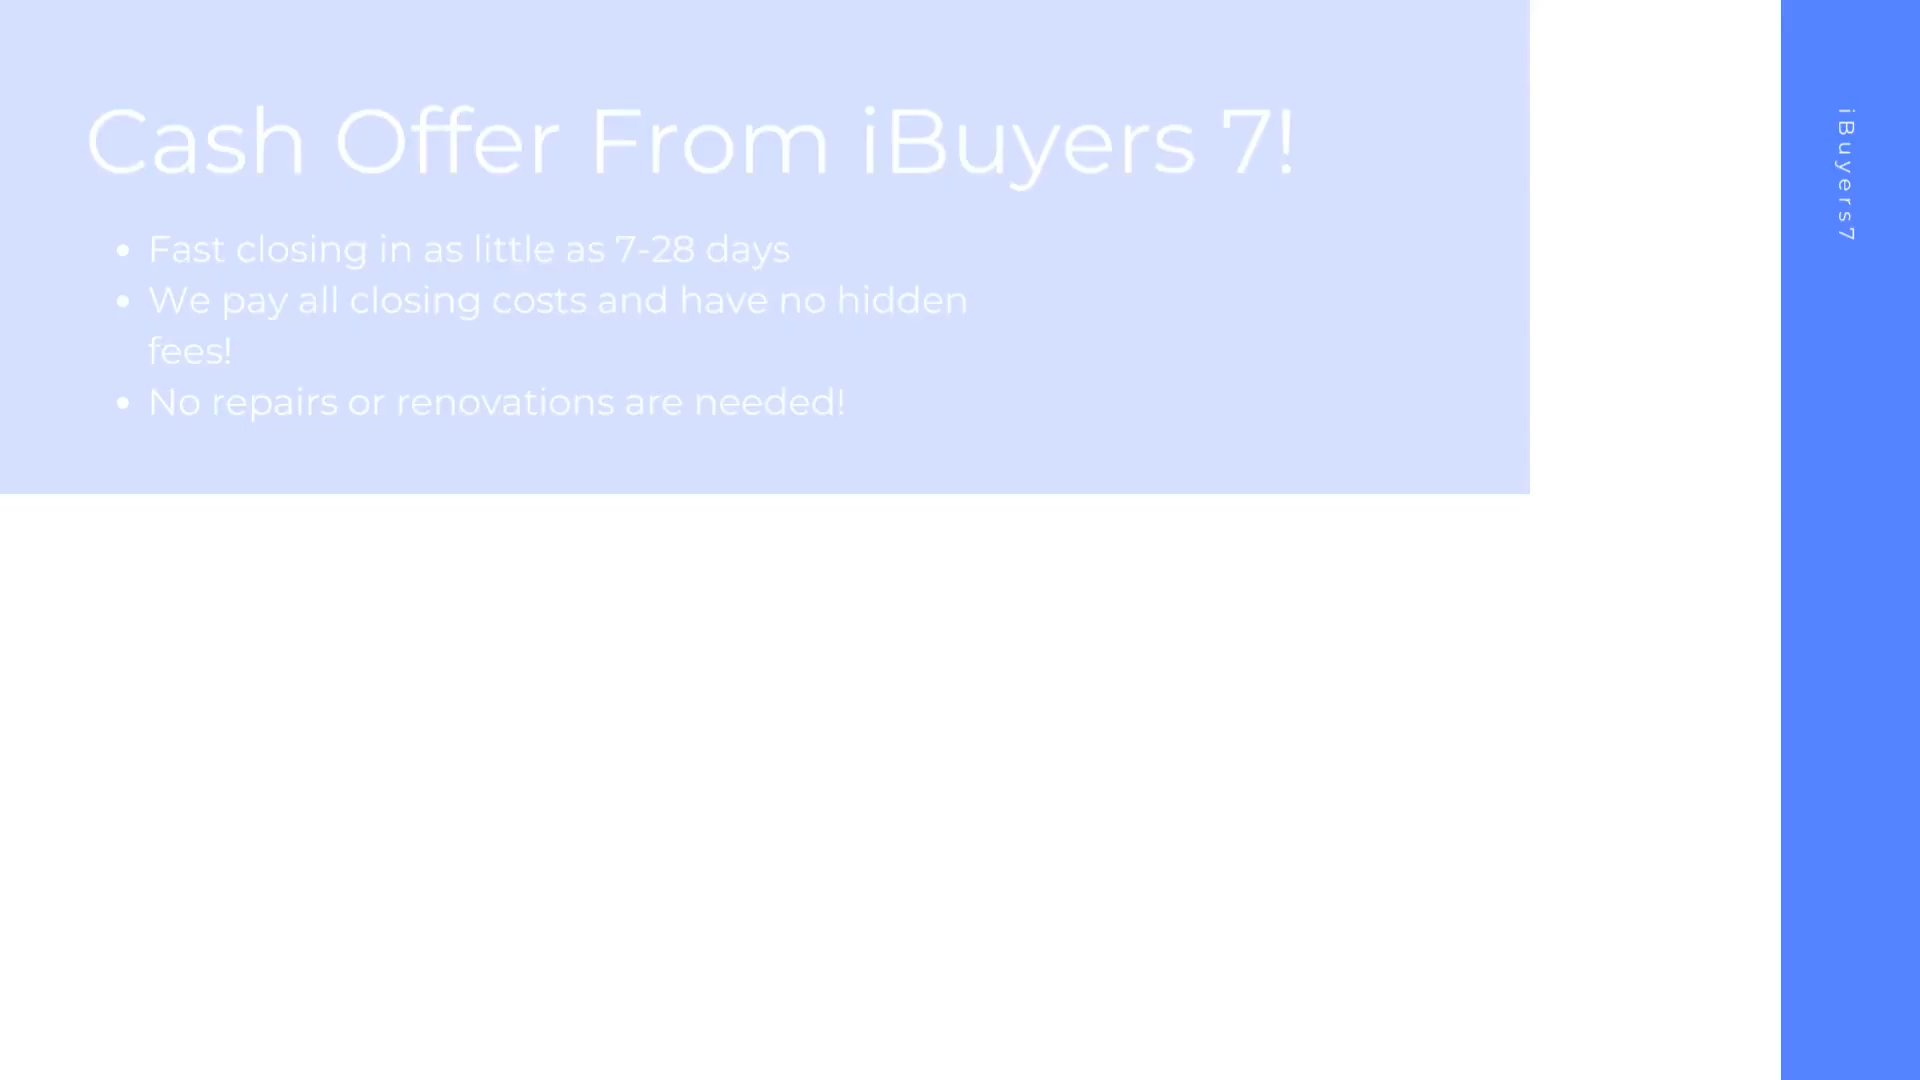 Cash Offer From iBuyers 7!
• Fast closing in as little as 7-28 days
• We pay all closing costs and have no hidden
fees!
• No repairs or renovations are needed!
iBuyers7